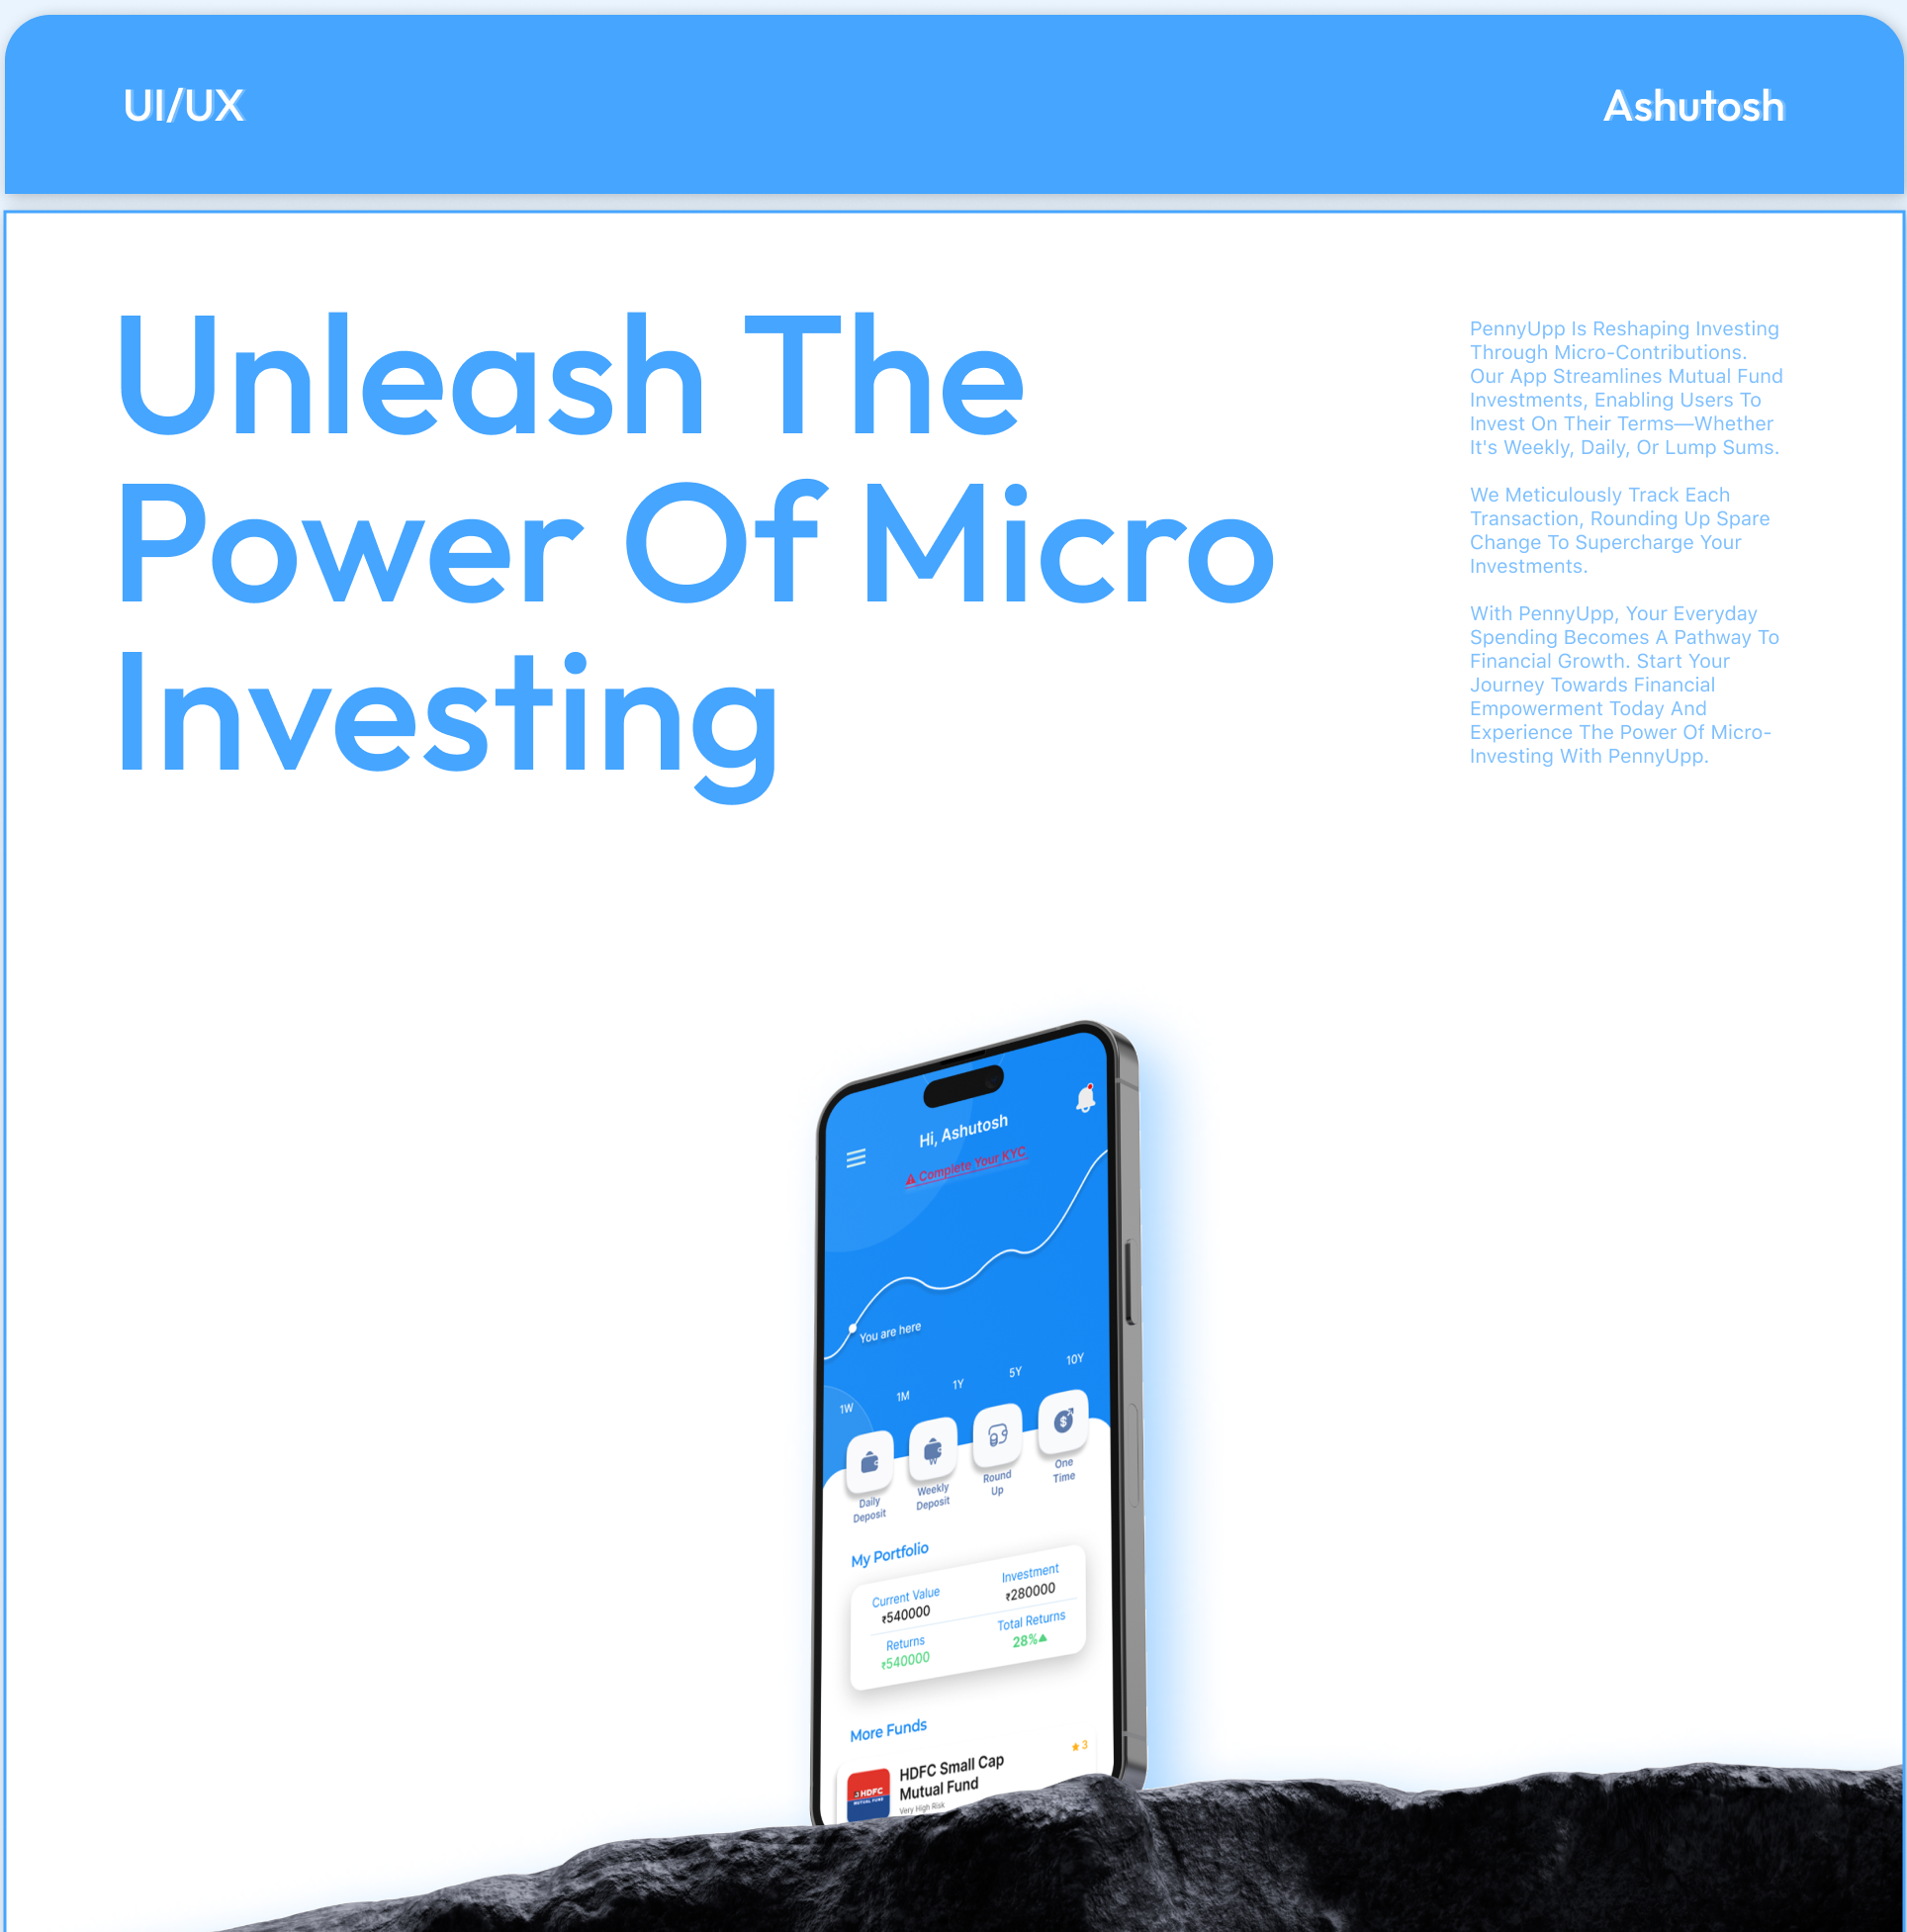 UI/UX
Ashutosh
Unleash The
Power Of Micro
Investing
PennyUpp Is Reshaping Investing
Through Micro-Contributions.
Our App Streamlines Mutual Fund
Investments, Enabling Users To
Invest On Their Terms—Whether
It's Weekly, Daily, Or Lump Sums.
We Meticulously Track Each
Transaction, Rounding Up Spare
Change To Supercharge Your
Investments.
With PennyUpp, Your Everyday
Spending Becomes A Pathway To
Financial Growth. Start Your
Journey Towards Financial
Empowerment Today And
Experience The Power Of Micro-
Investing With PennyUpp.
Hi, Ashutosh
Complete Your KYC
You are here
1W 1M 1Y 5Y 10Y
W
$
Daily
Deposit
Weekly
Deposit
Round
Up
One
Time
My Portfolio
Current Value
₹540000
Investment
₹280000
Returns
₹540000
Total Returns
28%▲
More Funds
HDFC
MUTUAL FUND
HDFC Small Cap
Mutual Fund
Very High Risk
★ 3